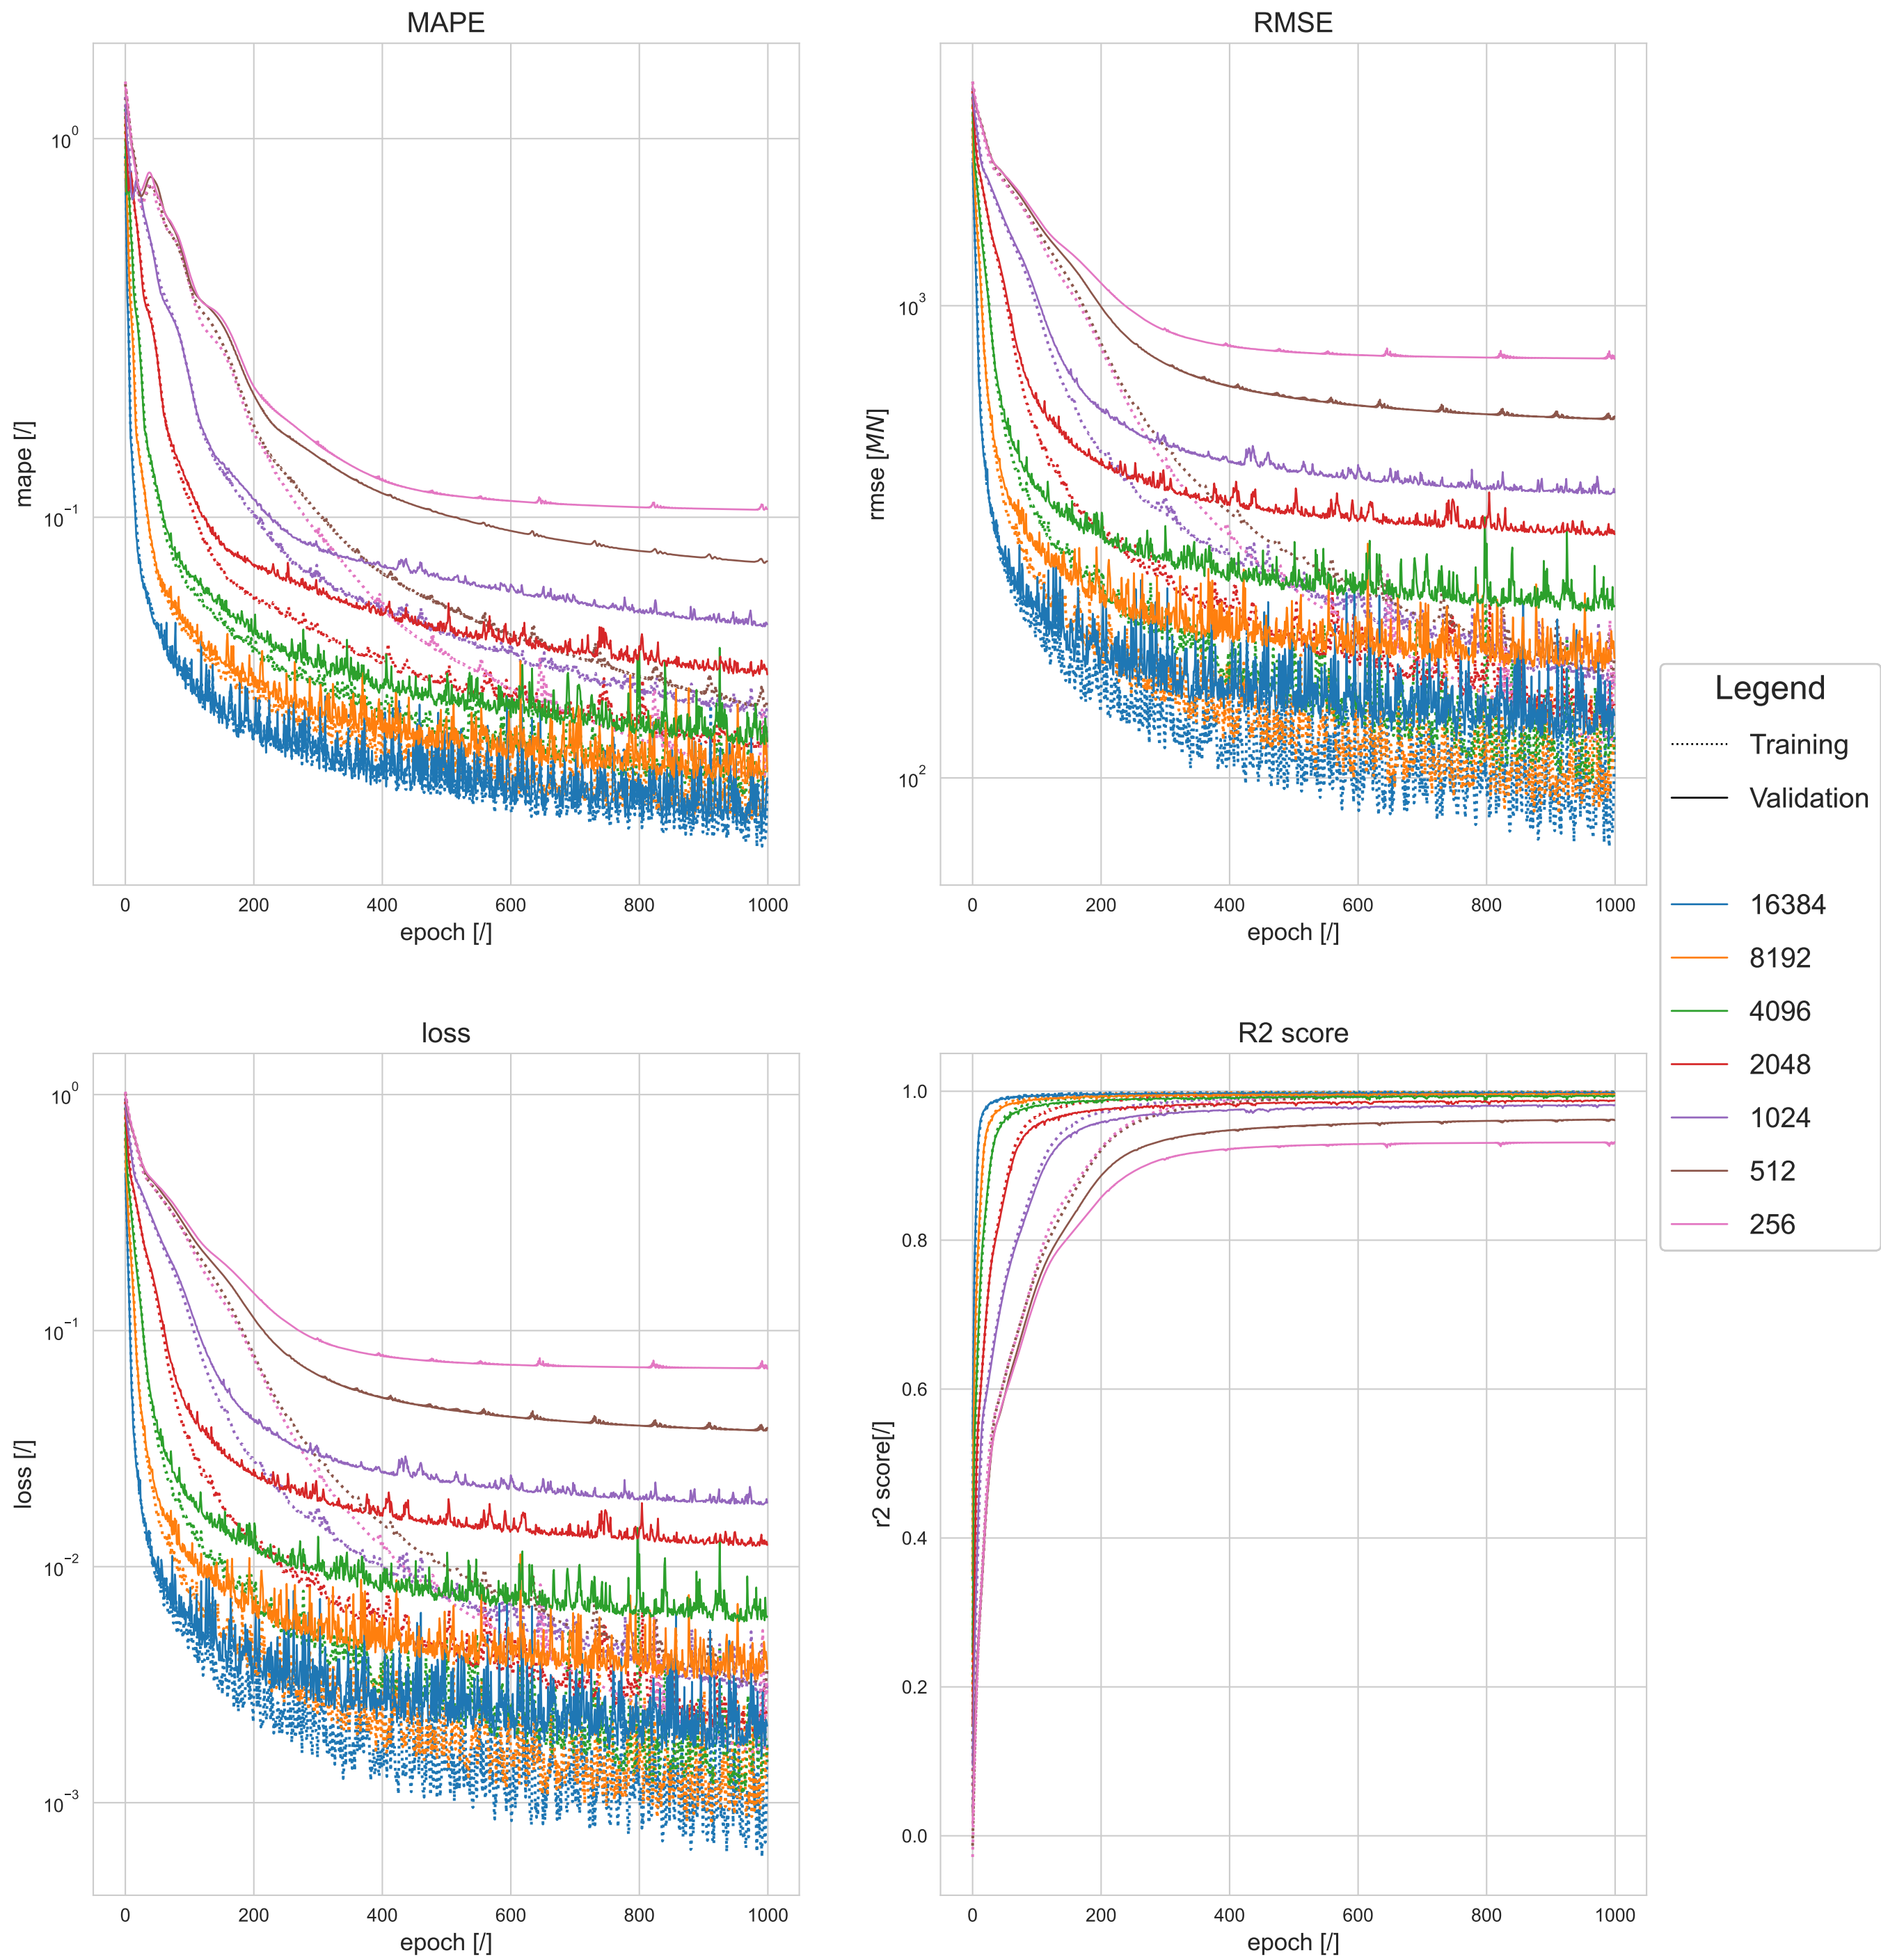 MAPE
10^0
10^-1
mape [/]
0 200 400 600 800 1000
epoch [/]
RMSE
10^3
10^2
rmse [MN]
0 200 400 600 800 1000
epoch [/]
loss
10^0
10^-1
10^-2
10^-3
loss [/]
0 200 400 600 800 1000
epoch [/]
R2 score
1.0
0.8
0.6
0.4
0.2
0.0
r2 score[/]
0 200 400 600 800 1000
epoch [/]
Legend
Training
Validation
16384
8192
4096
2048
1024
512
256